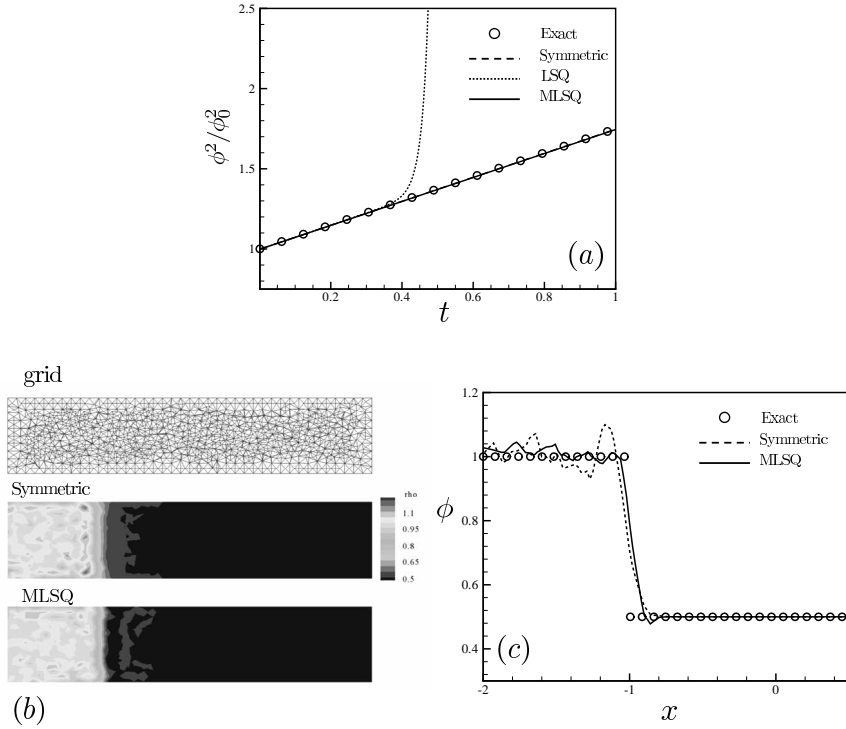 2.5
Exact
Symmetric
LSQ
MLSQ
2
ϕ²/ϕ₀²
1.5
1
(a)
0.2 0.4 0.6 0.8 1
t
grid
Symmetric
rho
1.1
0.95
0.8
0.65
0.5
MLSQ
(b)
1.2
Exact
Symmetric
MLSQ
1
ϕ
0.8
0.6
0.4
(c)
-2 -1 0
x